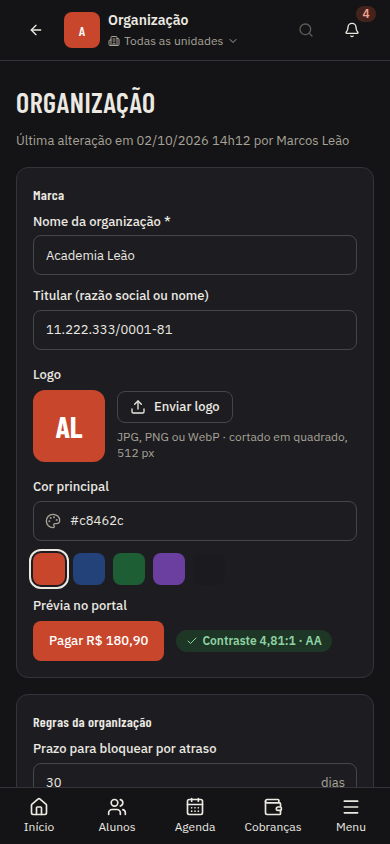 A
Organização
Todas as unidades
4
ORGANIZAÇÃO
Última alteração em 02/10/2026 14h12 por Marcos Leão
Marca
Nome da organização *
Academia Leão
Titular (razão social ou nome)
11.222.333/0001-81
Logo
AL
Enviar logo
JPG, PNG ou WebP · cortado em quadrado,
512 px
Cor principal
#c8462c
Prévia no portal
Pagar R$ 180,90
Contraste 4,81:1 · AA
Regras da organização
Prazo para bloquear por atraso
30
dias
Início
Alunos
Agenda
Cobranças
Menu